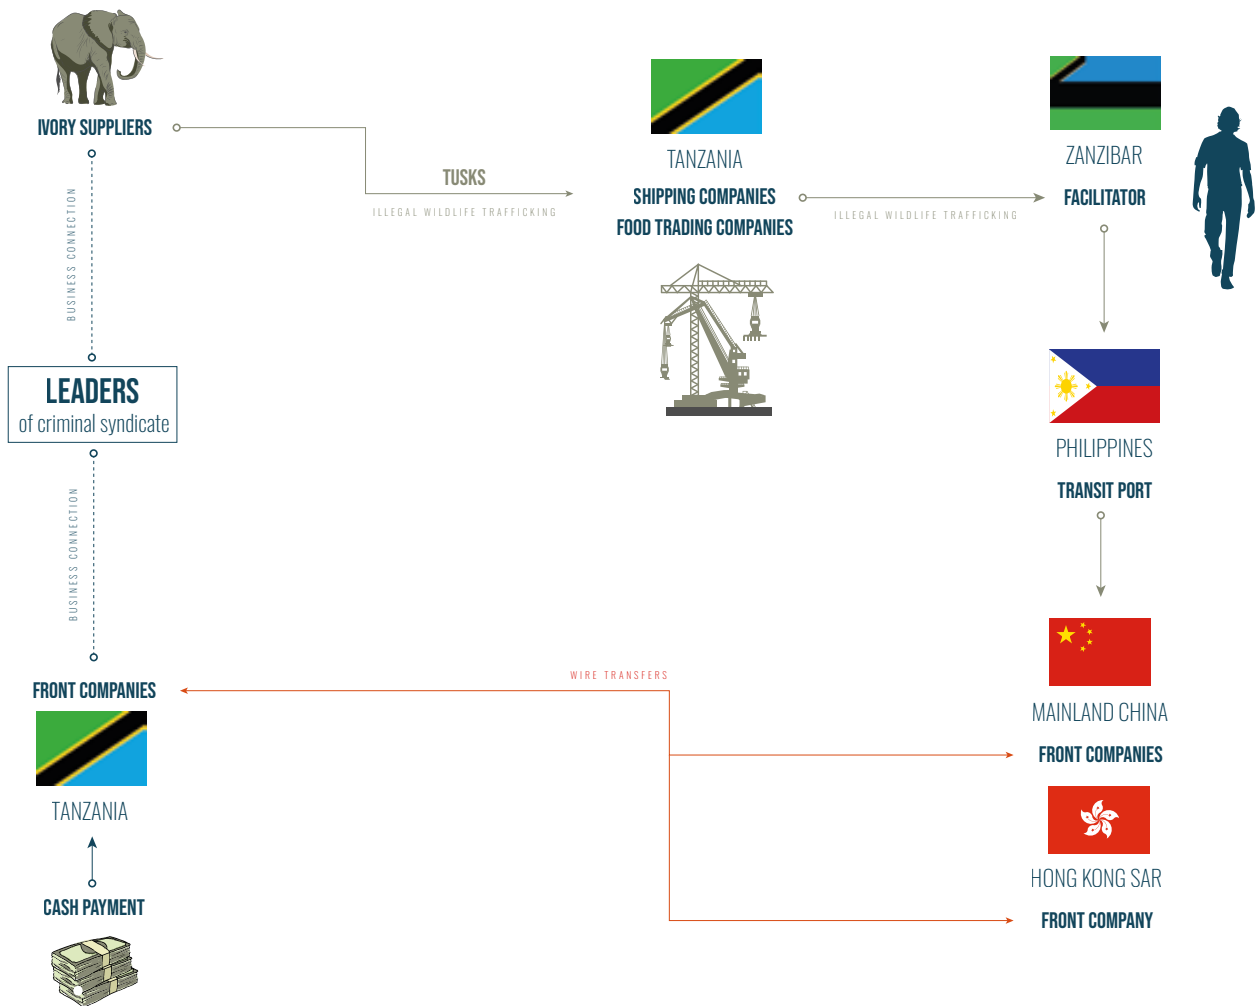 IVORY SUPPLIERS
TUSKS
ILLEGAL WILDLIFE TRAFFICKING
TANZANIA
SHIPPING COMPANIES
FOOD TRADING COMPANIES
ILLEGAL WILDLIFE TRAFFICKING
ZANZIBAR
FACILITATOR
BUSINESS CONNECTION
LEADERS
of criminal syndicate
PHILIPPINES
TRANSIT PORT
BUSINESS CONNECTION
WIRE TRANSFERS
FRONT COMPANIES
TANZANIA
MAINLAND CHINA
FRONT COMPANIES
HONG KONG SAR
FRONT COMPANY
CASH PAYMENT